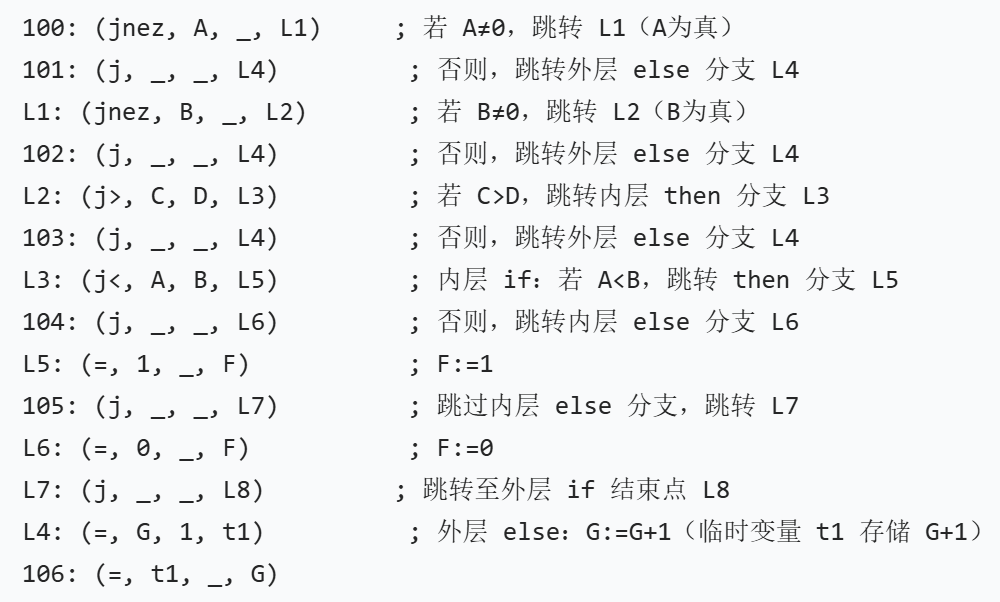 100: (jnez, A, _, L1)     ; 若 A≠0，跳转 L1（A为真）
101: (j, _, _, L4)         ; 否则，跳转外层 else 分支 L4
L1: (jnez, B, _, L2)       ; 若 B≠0，跳转 L2（B为真）
102: (j, _, _, L4)         ; 否则，跳转外层 else 分支 L4
L2: (j>, C, D, L3)         ; 若 C>D，跳转内层 then 分支 L3
103: (j, _, _, L4)         ; 否则，跳转外层 else 分支 L4
L3: (j<, A, B, L5)         ; 内层 if：若 A<B，跳转 then 分支 L5
104: (j, _, _, L6)         ; 否则，跳转内层 else 分支 L6
L5: (=, 1, _, F)           ; F:=1
105: (j, _, _, L7)         ; 跳过内层 else 分支，跳转 L7
L6: (=, 0, _, F)           ; F:=0
L7: (j, _, _, L8)         ; 跳转至外层 if 结束点 L8
L4: (=, G, 1, t1)          ; 外层 else：G:=G+1（临时变量 t1 存储 G+1）
106: (=, t1, _, G)